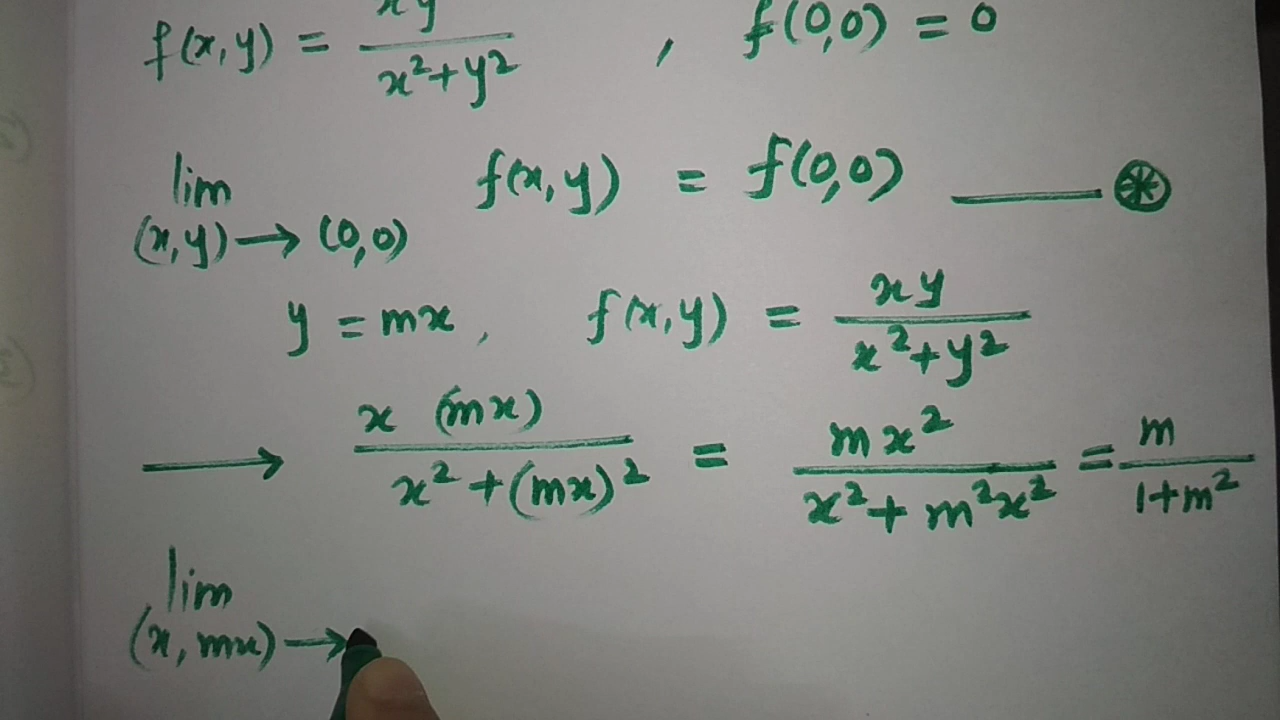 f(x,y) = xy / x²+y² , f(0,0) = 0
lim (x,y)→(0,0) f(x,y) = f(0,0) —— ⊛
y = mx, f(x,y) = xy / x²+y²
→ x (mx) / x²+(mx)² = mx² / x²+m²x² = m / 1+m²
lim (x, mx)→